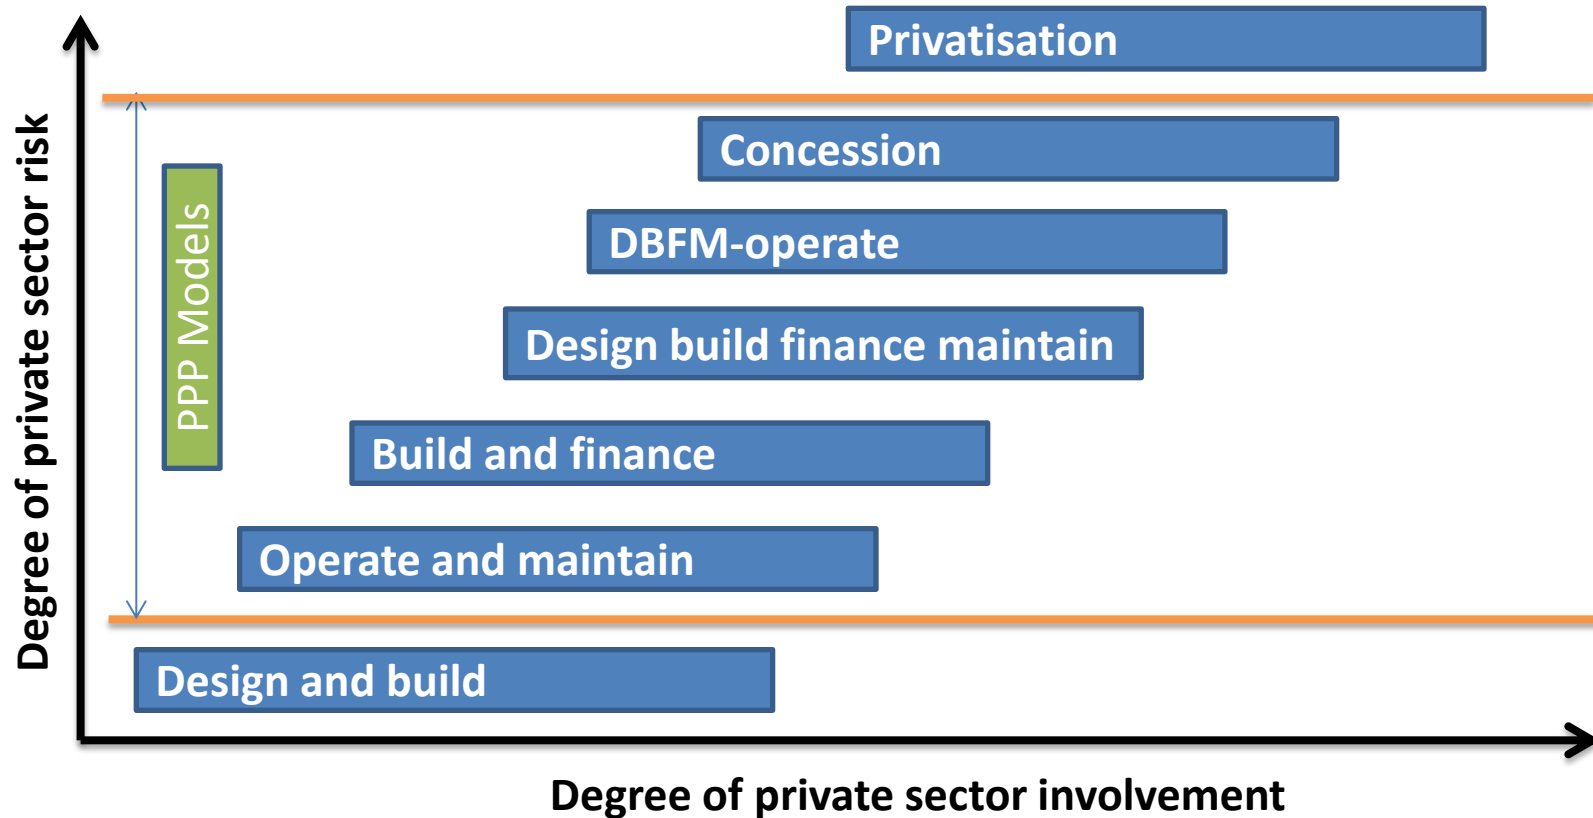 Privatisation
Concession
DBFM-operate
Design build finance maintain
Build and finance
Operate and maintain
Design and build
PPP Models
Degree of private sector risk
Degree of private sector involvement